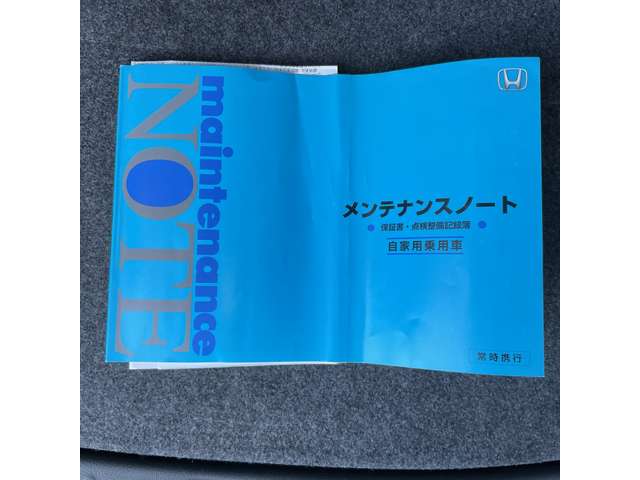 maintenance
NOTE
メンテナンスノート
● 保証書・点検整備記録簿 ●
自家用乗用車
常時携行